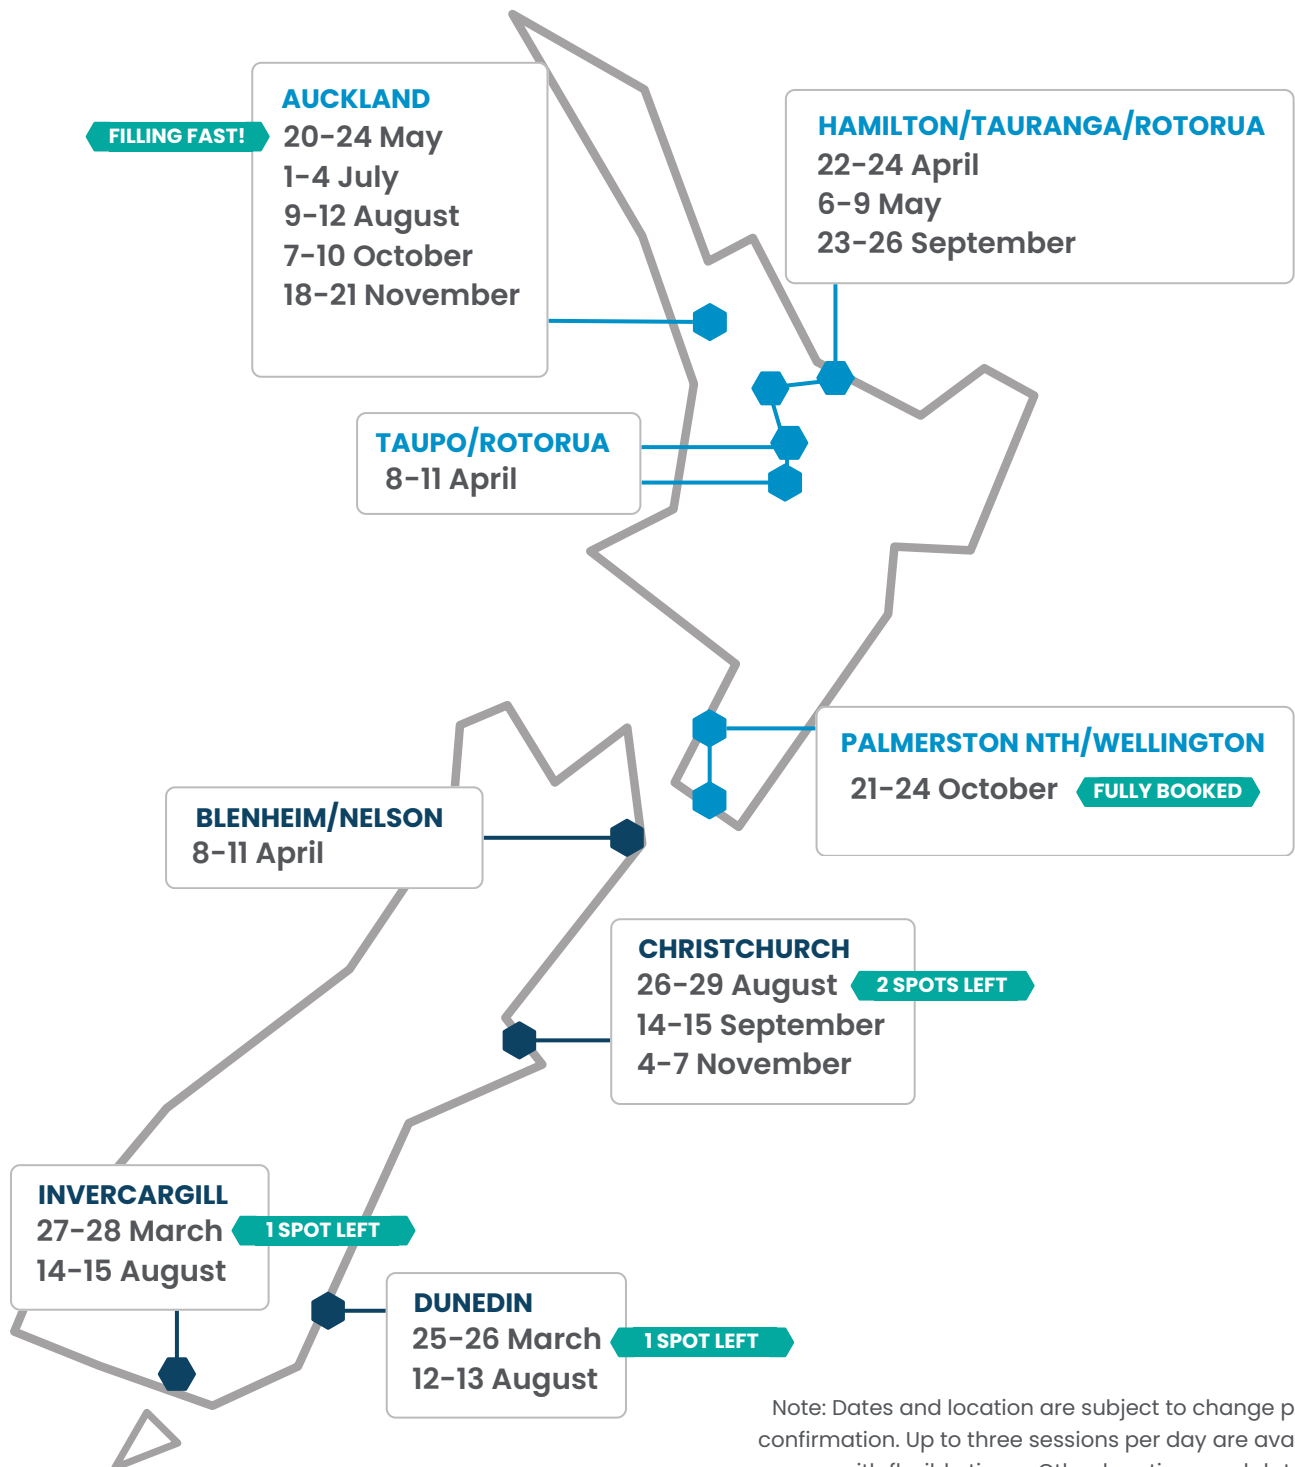 AUCKLAND
FILLING FAST!
20-24 May
1-4 July
9-12 August
7-10 October
18-21 November
HAMILTON/TAURANGA/ROTORUA
22-24 April
6-9 May
23-26 September
TAUPO/ROTORUA
8-11 April
PALMERSTON NTH/WELLINGTON
21-24 October FULLY BOOKED
BLENHEIM/NELSON
8-11 April
CHRISTCHURCH
26-29 August 2 SPOTS LEFT
14-15 September
4-7 November
INVERCARGILL
27-28 March 1 SPOT LEFT
14-15 August
DUNEDIN
25-26 March 1 SPOT LEFT
12-13 August
Note: Dates and location are subject to change p
confirmation. Up to three sessions per day are ava